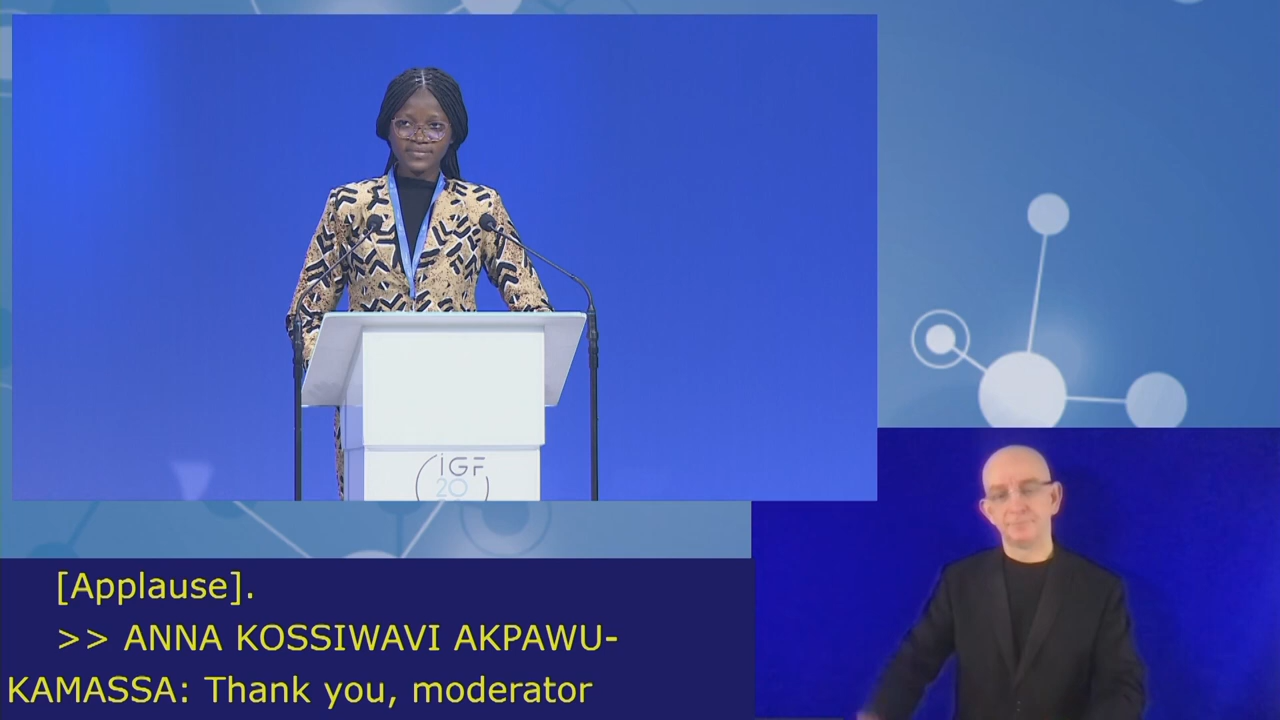 iGF
20
[Applause].
>> ANNA KOSSIWAVI AKPAWU-
KAMASSA: Thank you, moderator